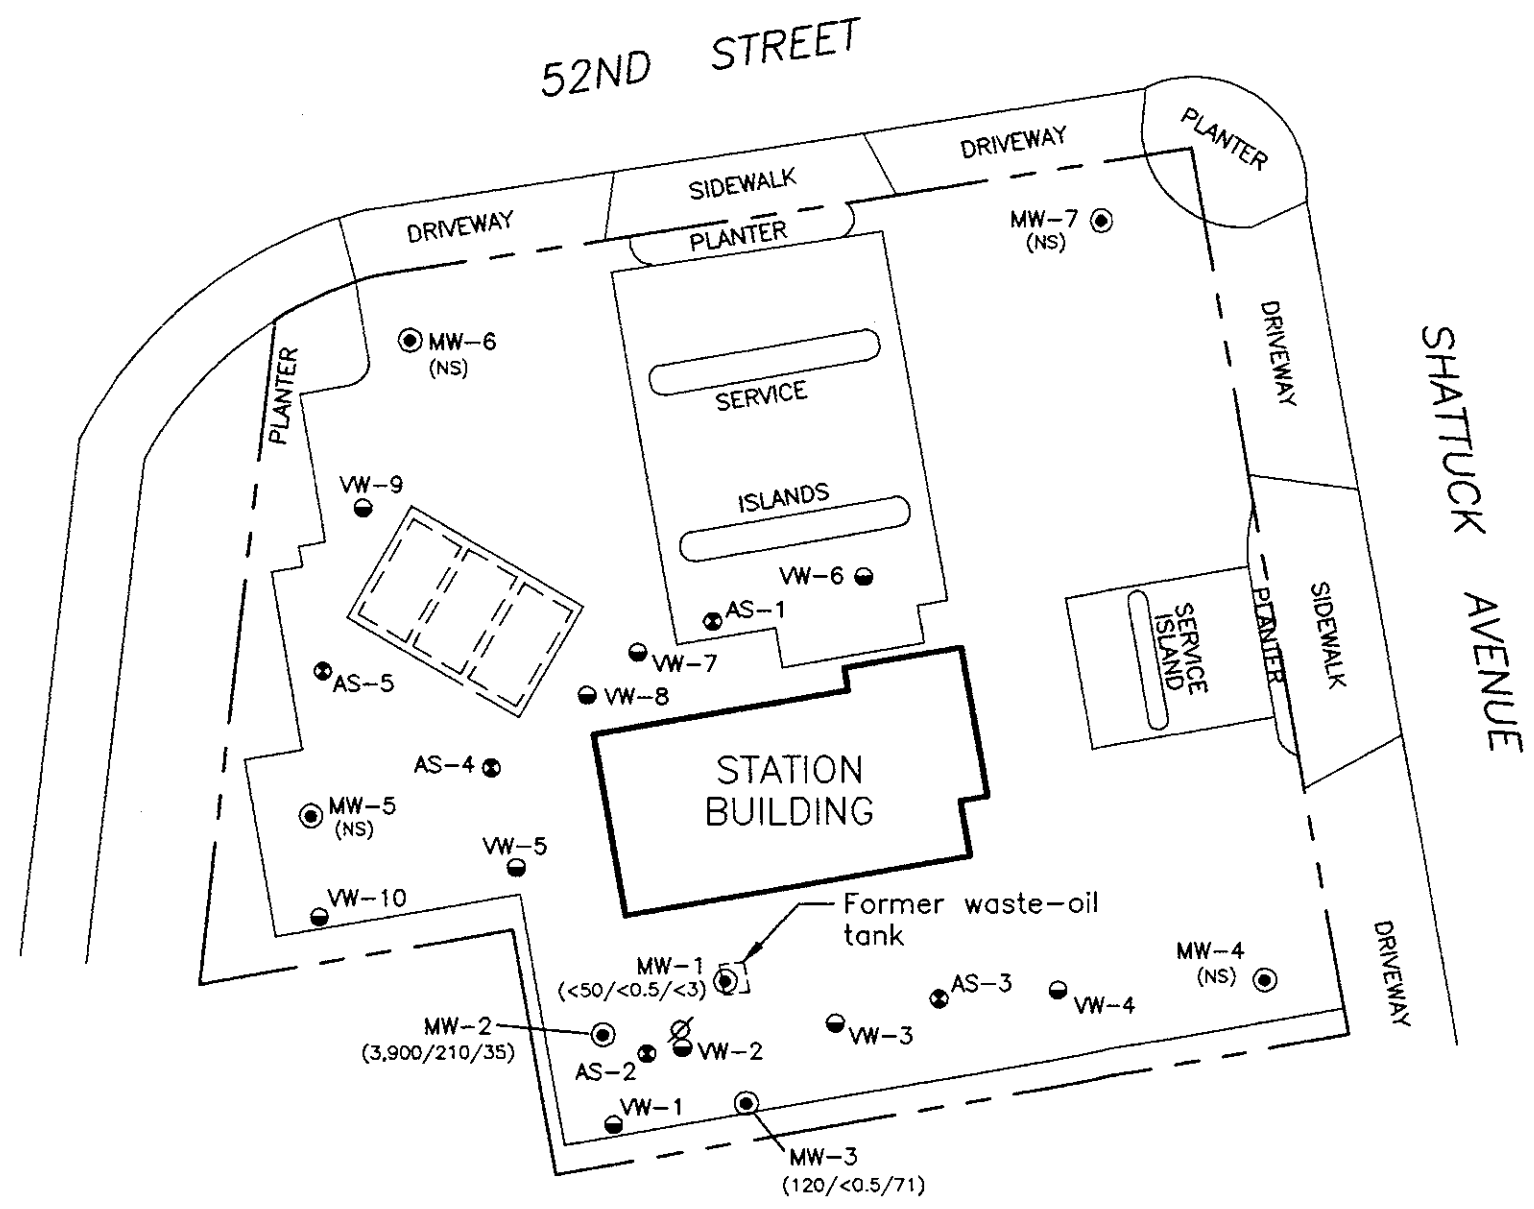 52ND STREET
PLANTER
DRIVEWAY
SIDEWALK
DRIVEWAY
MW-7
(NS)
PLANTER
MW-6
(NS)
PLANTER
SERVICE
DRIVEWAY
SHATTUCK AVENUE
VW-9
ISLANDS
VW-6
AS-1
SERVICE
ISLAND
PLANTER
SIDEWALK
VW-7
AS-5
VW-8
AS-4
STATION
BUILDING
MW-5
(NS)
VW-5
VW-10
Former waste-oil
tank
MW-1
(<50/<0.5/<3)
MW-4
(NS)
DRIVEWAY
AS-3
VW-4
MW-2
(3,900/210/35)
VW-3
VW-2
AS-2
VW-1
MW-3
(120/<0.5/71)